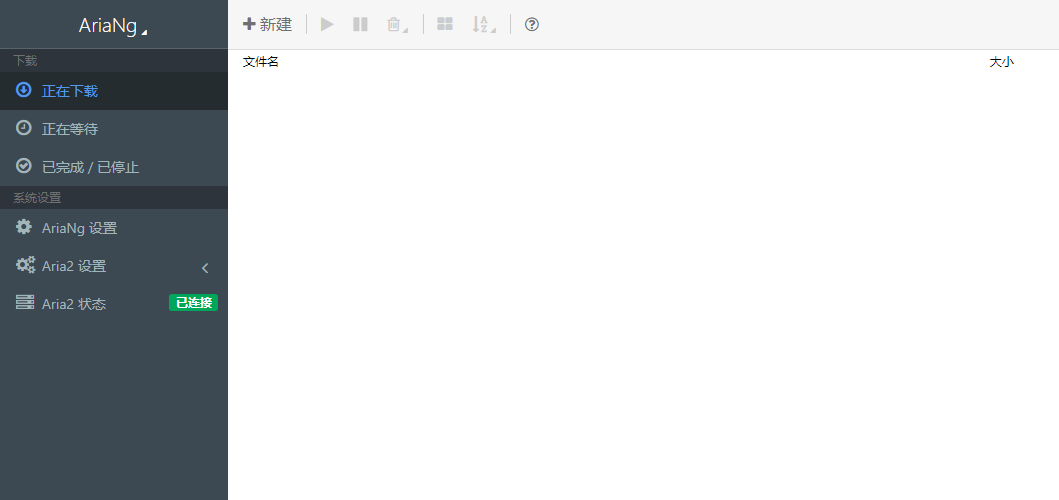 AriaNg
新建
下载
文件名 大小
正在下载
正在等待
已完成 / 已停止
系统设置
AriaNg 设置
Aria2 设置
Aria2 状态 已连接